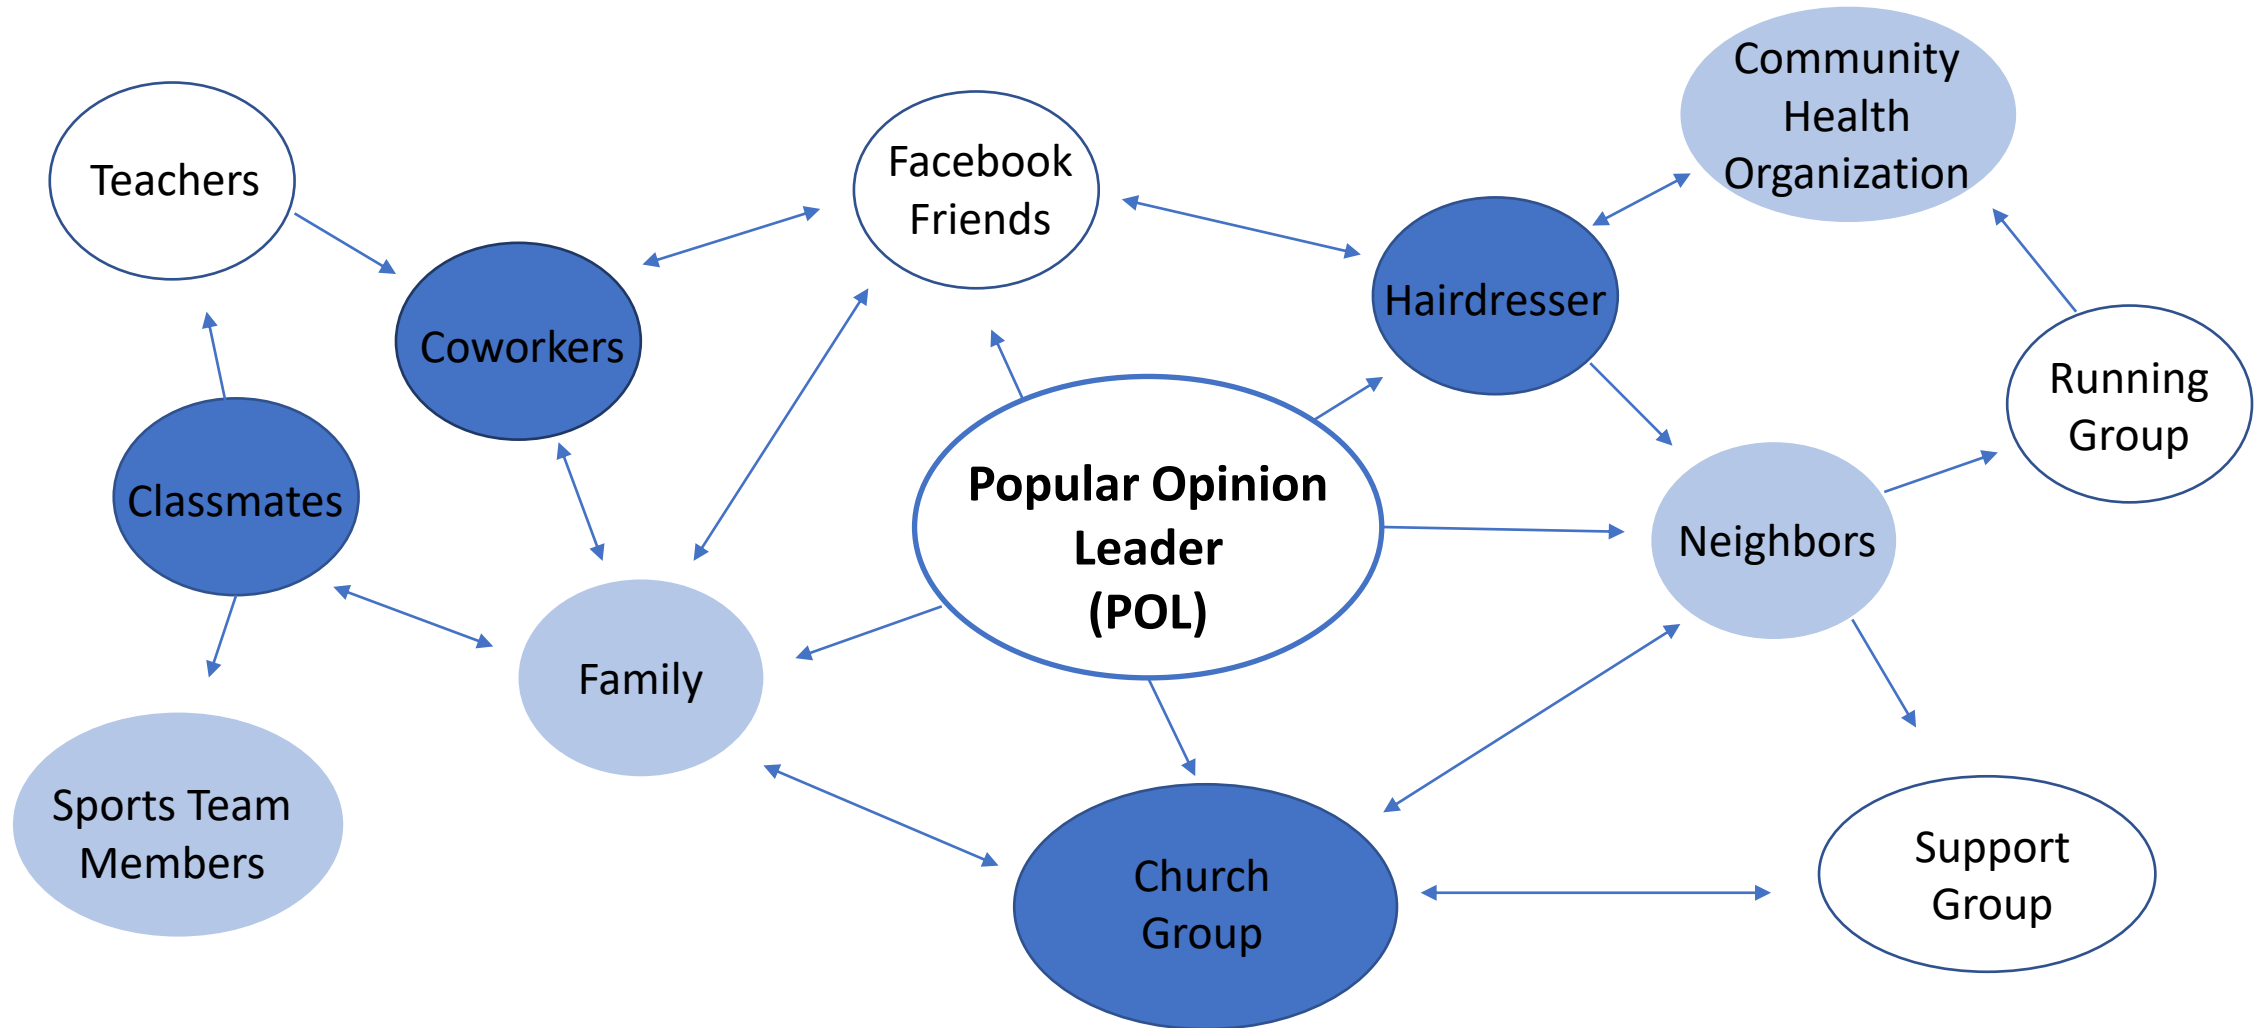 Community
Health
Organization
Teachers
Facebook
Friends
Hairdresser
Coworkers
Running
Group
Classmates
Popular Opinion
Leader
(POL)
Neighbors
Family
Sports Team
Members
Church
Group
Support
Group